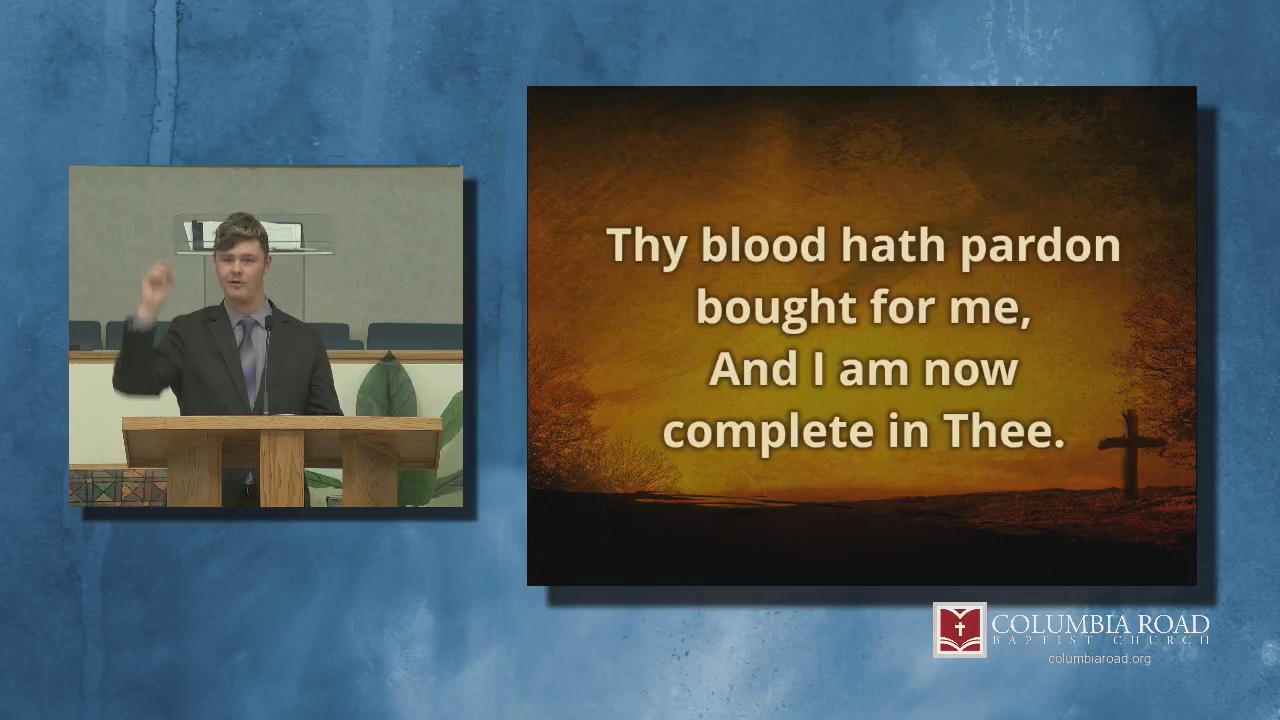 Thy blood hath pardon
bought for me,
And I am now
complete in Thee.
COLUMBIA ROAD
BAPTIST CHURCH
columbiaroad.org